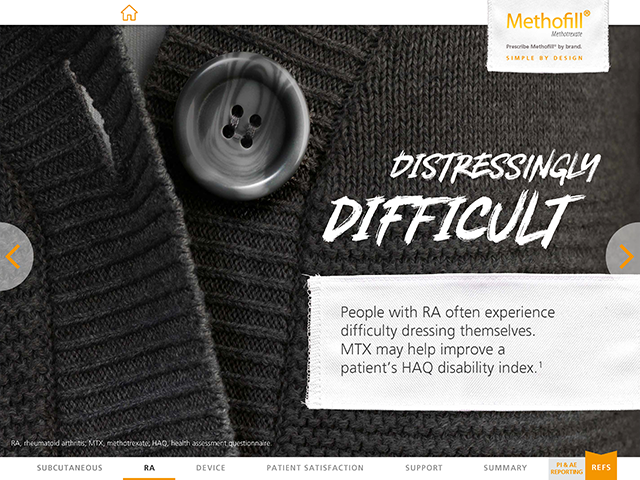 Methofill®
Methotrexate
Prescribe Methofill® by brand.
SIMPLE BY DESIGN
DISTRESSINGLY
DIFFICULT
People with RA often experience
difficulty dressing themselves.
MTX may help improve a
patient's HAQ disability index.¹
RA, rheumatoid arthritis; MTX, methotrexate; HAQ, health assessment questionnaire.
SUBCUTANEOUS RA DEVICE PATIENT SATISFACTION SUPPORT SUMMARY PI & AE REPORTING REFS